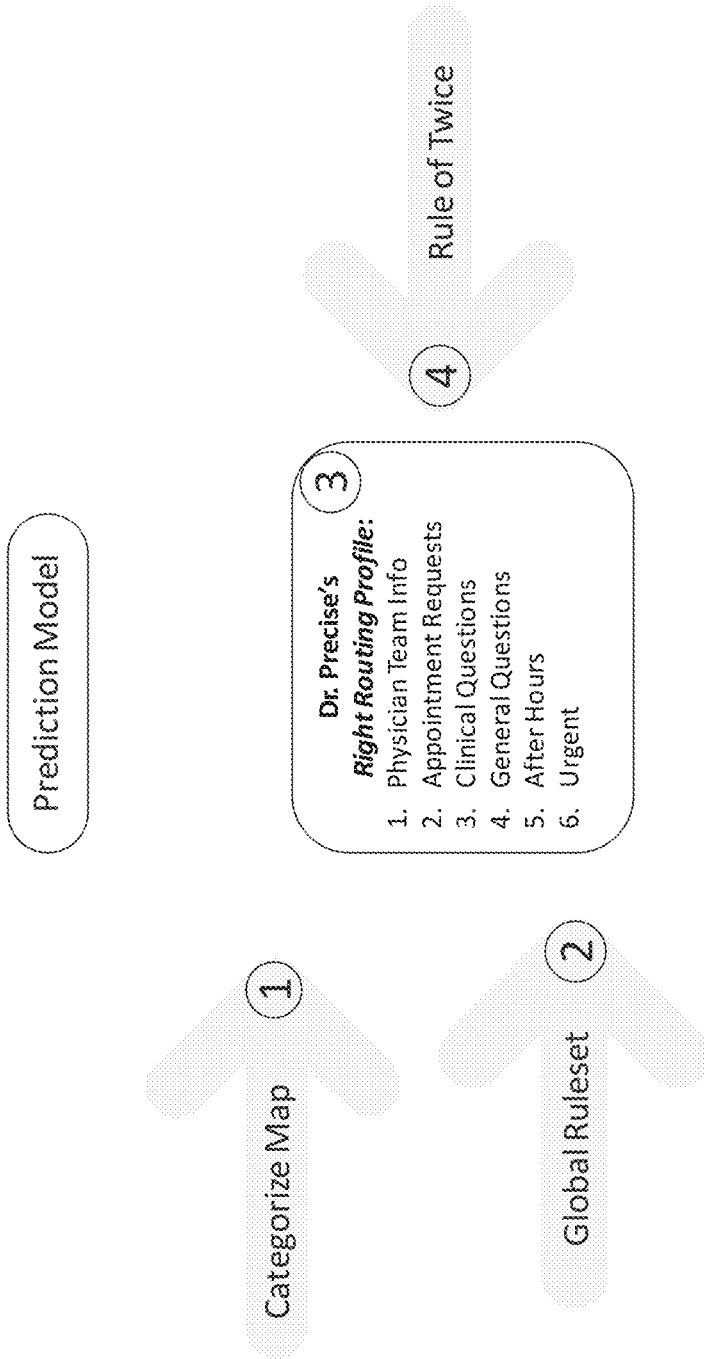 Prediction Model
Categorize Map
1
Global Ruleset
2
3
Dr. Precise's
Right Routing Profile:
1. Physician Team Info
2. Appointment Requests
3. Clinical Questions
4. General Questions
5. After Hours
6. Urgent
4
Rule of Twice